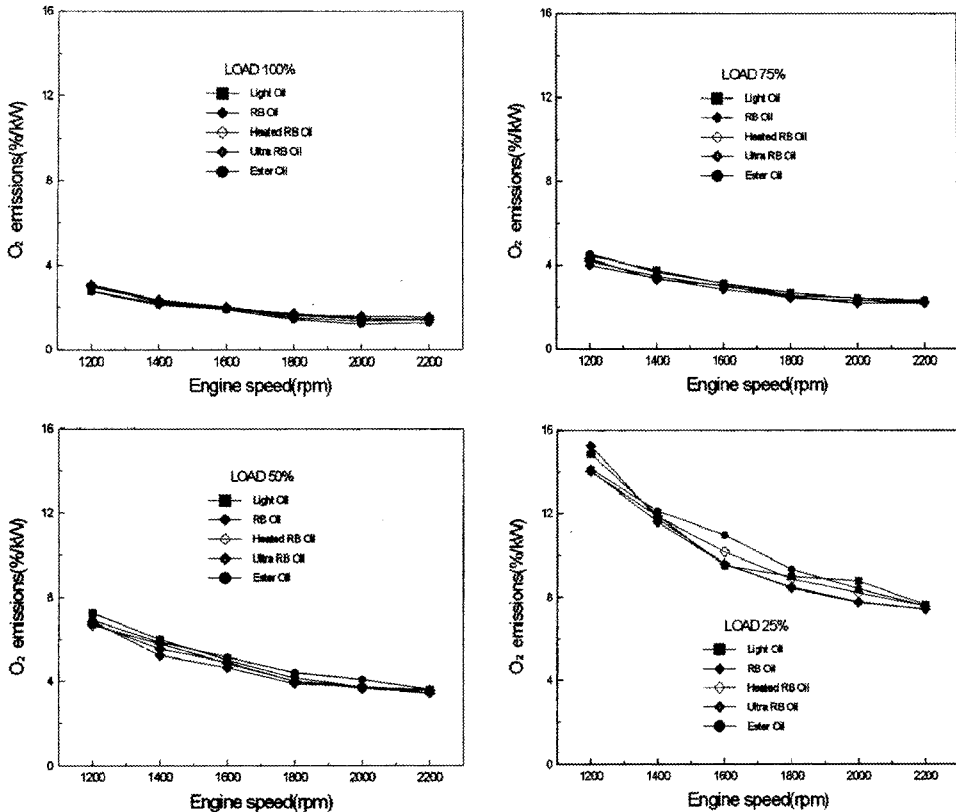 16
12
8
4
0
O₂ emissions(%/kW)
LOAD 100%
Light Oil
RB Oil
Heated RB Oil
Ultra RB Oil
Ester Oil
1200 1400 1600 1800 2000 2200
Engine speed(rpm)
16
12
8
4
0
O₂ emissions(%/kW)
LOAD 75%
Light Oil
RB Oil
Heated RB Oil
Ultra RB Oil
Ester Oil
1200 1400 1600 1800 2000 2200
Engine speed(rpm)
16
12
8
4
0
O₂ emissions(%/kW)
LOAD 50%
Light Oil
RB Oil
Heated RB Oil
Ultra RB Oil
Ester Oil
1200 1400 1600 1800 2000 2200
Engine speed(rpm)
16
12
8
4
0
O₂ emissions(%/kW)
LOAD 25%
Light Oil
RB Oil
Heated RB Oil
Ultra RB Oil
Ester Oil
1200 1400 1600 1800 2000 2200
Engine speed(rpm)